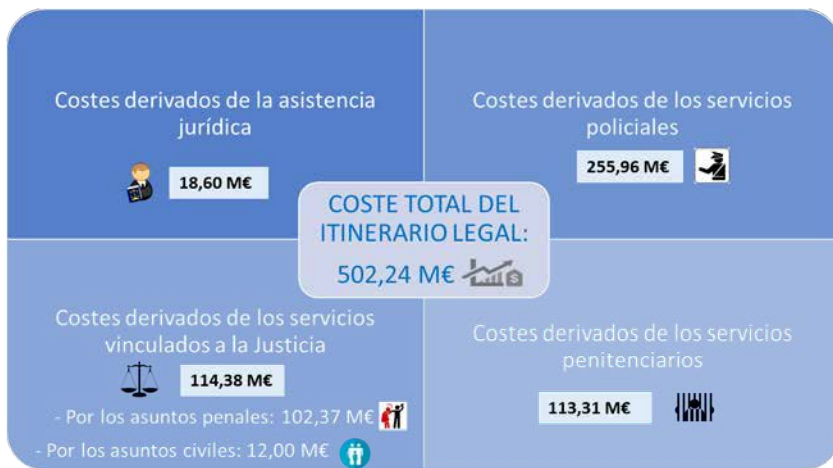 Costes derivados de la asistencia
jurídica
18,60 M€
Costes derivados de los servicios
policiales
255,96 M€
COSTE TOTAL DEL
ITINERARIO LEGAL:
502,24 M€
Costes derivados de los servicios
vinculados a la Justicia
114,38 M€
- Por los asuntos penales: 102,37 M€
- Por los asuntos civiles: 12,00 M€
Costes derivados de los servicios
penitenciarios
113,31 M€